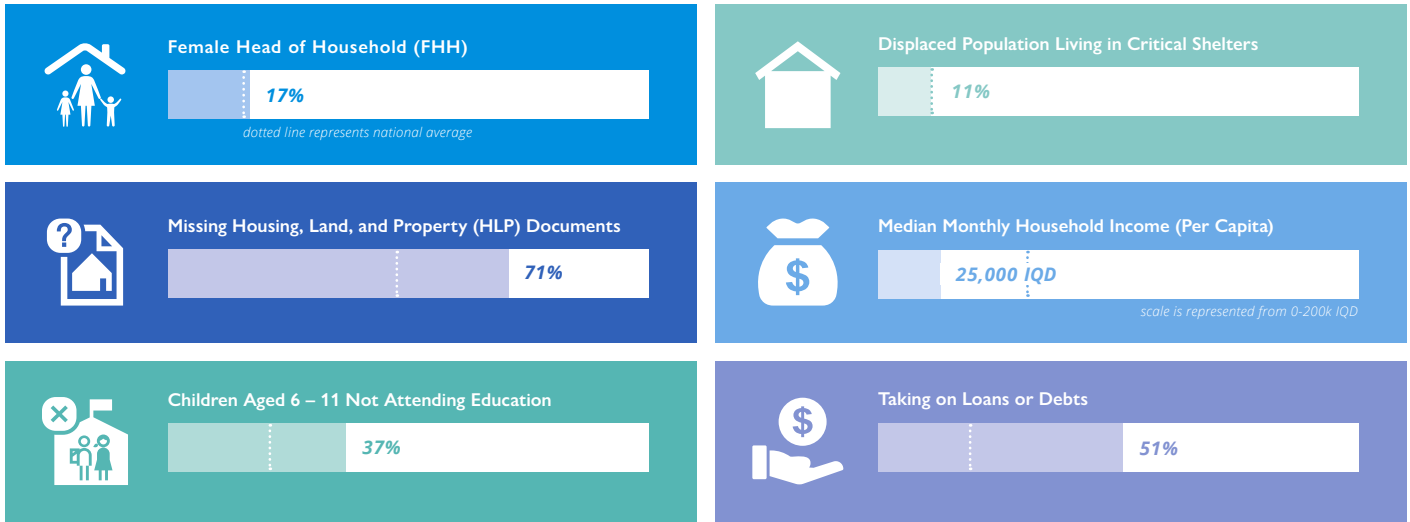 Female Head of Household (FHH)
17%
dotted line represents national average
Displaced Population Living in Critical Shelters
11%
?
Missing Housing, Land, and Property (HLP) Documents
71%
$
Median Monthly Household Income (Per Capita)
25,000 IQD
scale is represented from 0-200k IQD
Children Aged 6 – 11 Not Attending Education
37%
$
Taking on Loans or Debts
51%